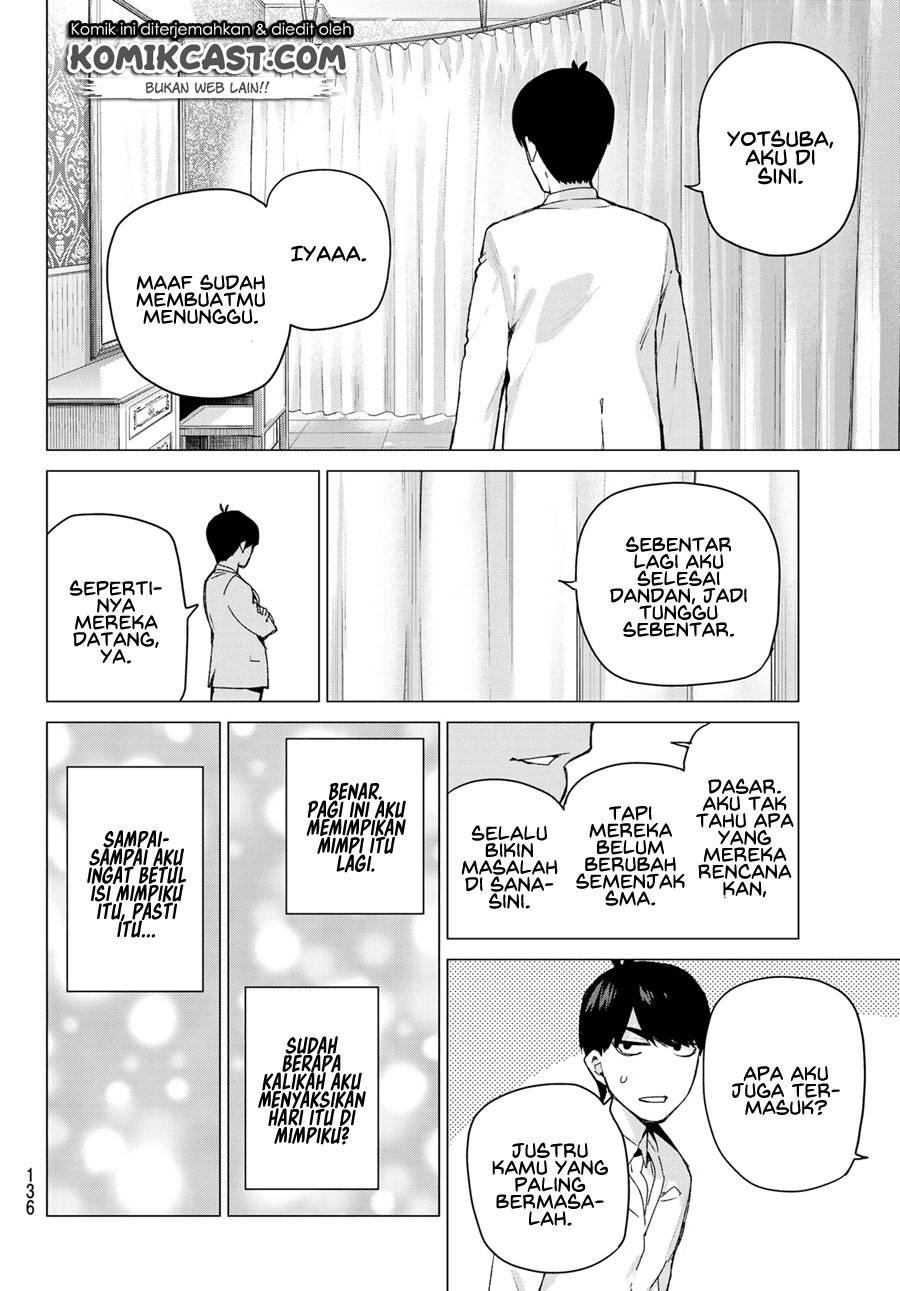 Komik ini diterjemahkan & diedit oleh
KOMIKCAST.COM
BUKAN WEB LAIN!!
YOTSUBA,
AKU DI
SINI.
IYAAA.
MAAF SUDAH
MEMBUATMU
MENUNGGU.
SEBENTAR
LAGI AKU
SELESAI
DANDAN, JADI
TUNGGU
SEBENTAR.
SEPERTI-
NYA
MEREKA
DATANG,
YA.
DASAR.
AKU TAK
TAHU APA
YANG
MEREKA
RENCANA
KAN,
TAPI
MEREKA
BELUM
BERUBAH
SEMENJAK
SMA.
SELALU
BIKIN
MASALAH
DI SANA-
SINI.
APA AKU
JUGA TER-
MASUK?
JUSTRU
KAMU YANG
PALING
BERMASA-
LAH.
BENAR.
PAGI INI AKU
MEMIMPIKAN
MIMPI ITU
LAGI.
SUDAH
BERAPA
KALIKAH AKU
MENYAKSIKAN
HARI ITU DI
MIMPIKU?
SAMPAI-
SAMPAI AKU
INGAT BETUL
ISI MIMPIKU
ITU, PASTI
ITU...
136